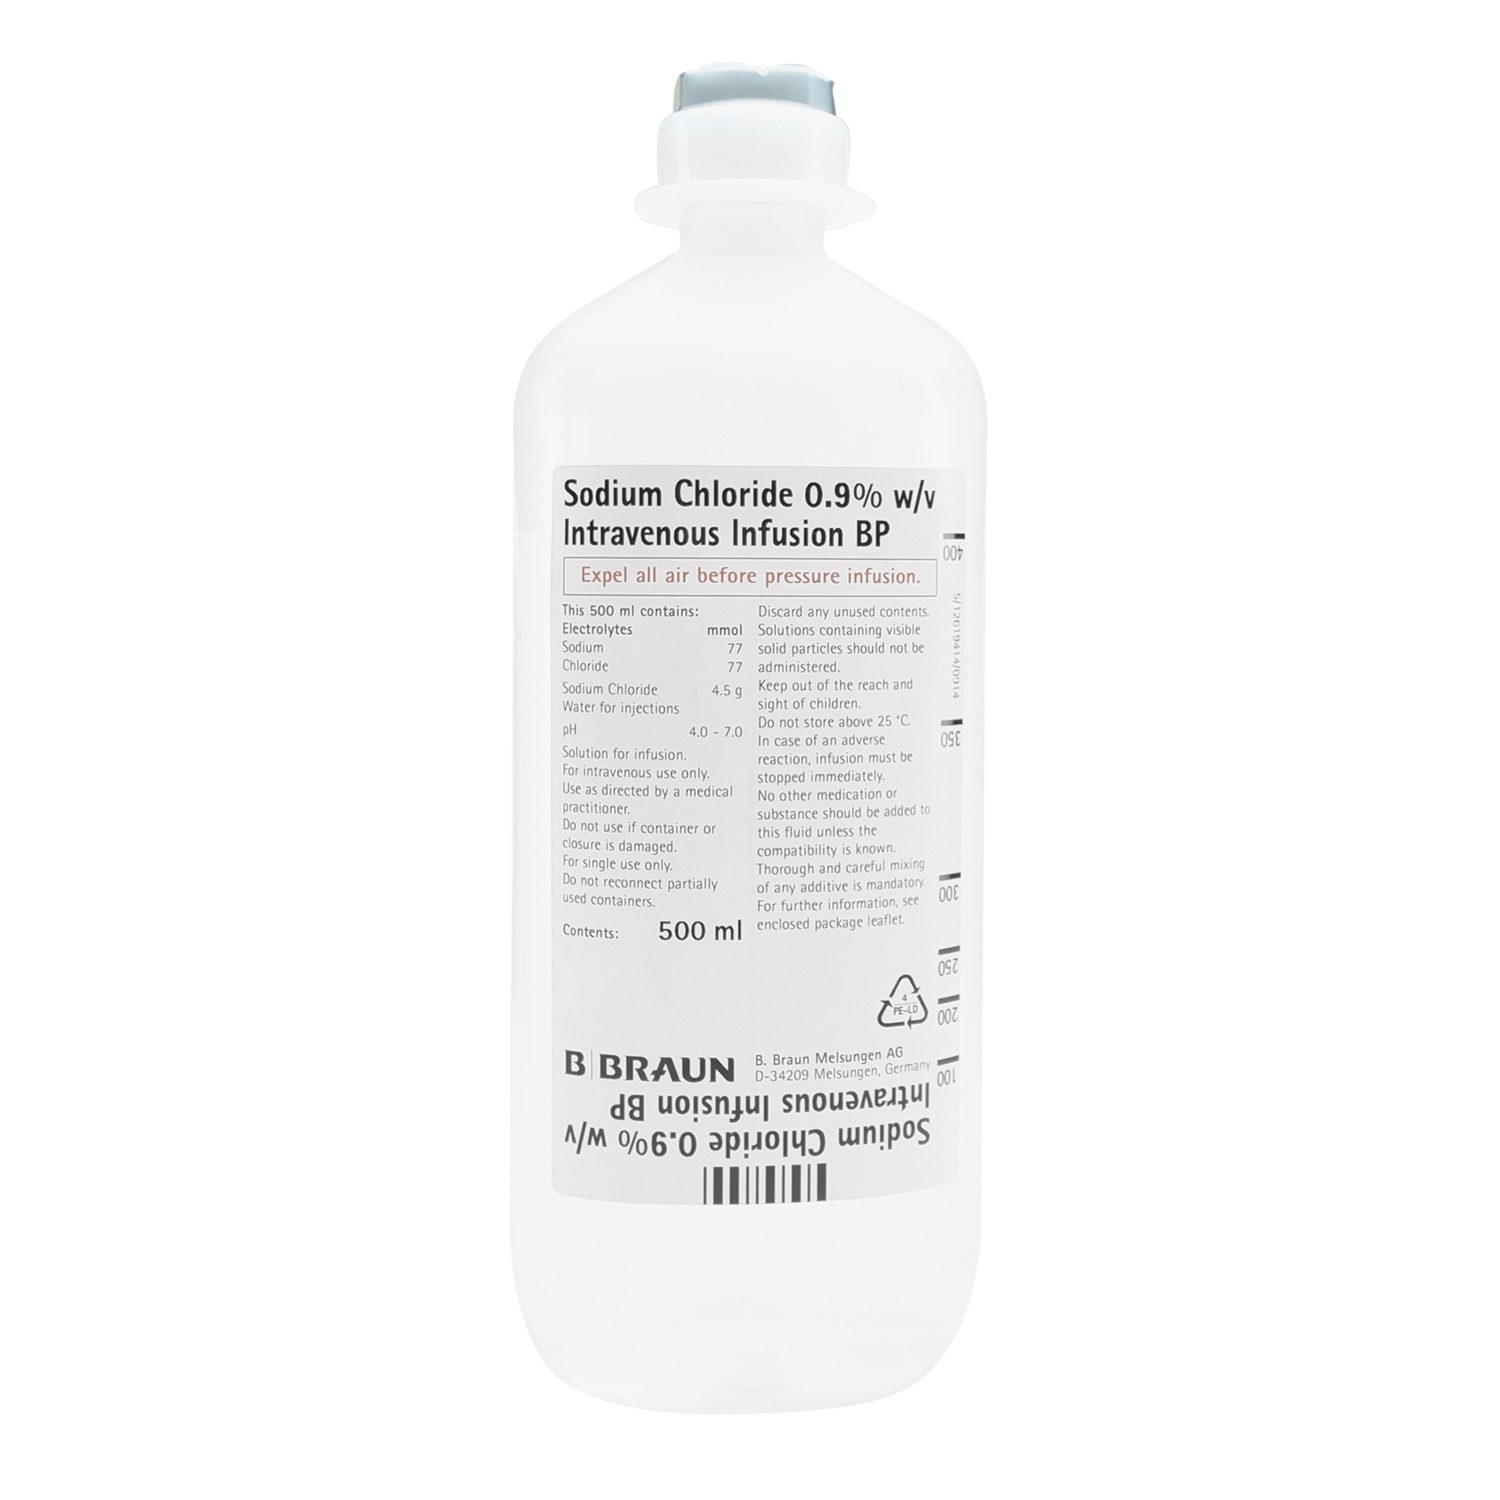 Sodium Chloride 0.9% w/v
Intravenous Infusion BP
Expel all air before pressure infusion.
This 500 ml contains:
Electrolytes mmol
Sodium 77
Chloride 77
Sodium Chloride 4.5 g
Water for injections
pH 4.0 - 7.0
Solution for infusion.
For intravenous use only.
Use as directed by a medical
practitioner.
Do not use if container or
closure is damaged.
For single use only.
Do not reconnect partially
used containers.
Contents: 500 ml
Discard any unused contents.
Solutions containing visible
solid particles should not be
administered.
Keep out of the reach and
sight of children.
Do not store above 25 °C.
In case of an adverse
reaction, infusion must be
stopped immediately.
No other medication or
substance should be added to
this fluid unless the
compatibility is known.
Thorough and careful mixing
of any additive is mandatory.
For further information, see
enclosed package leaflet.
400
5/12619414/0914
350
300
250
200
100
4
PE-LD
B BRAUN
B. Braun Melsungen AG
D-34209 Melsungen, Germany
Sodium Chloride 0.9% w/v
Intravenous Infusion BP